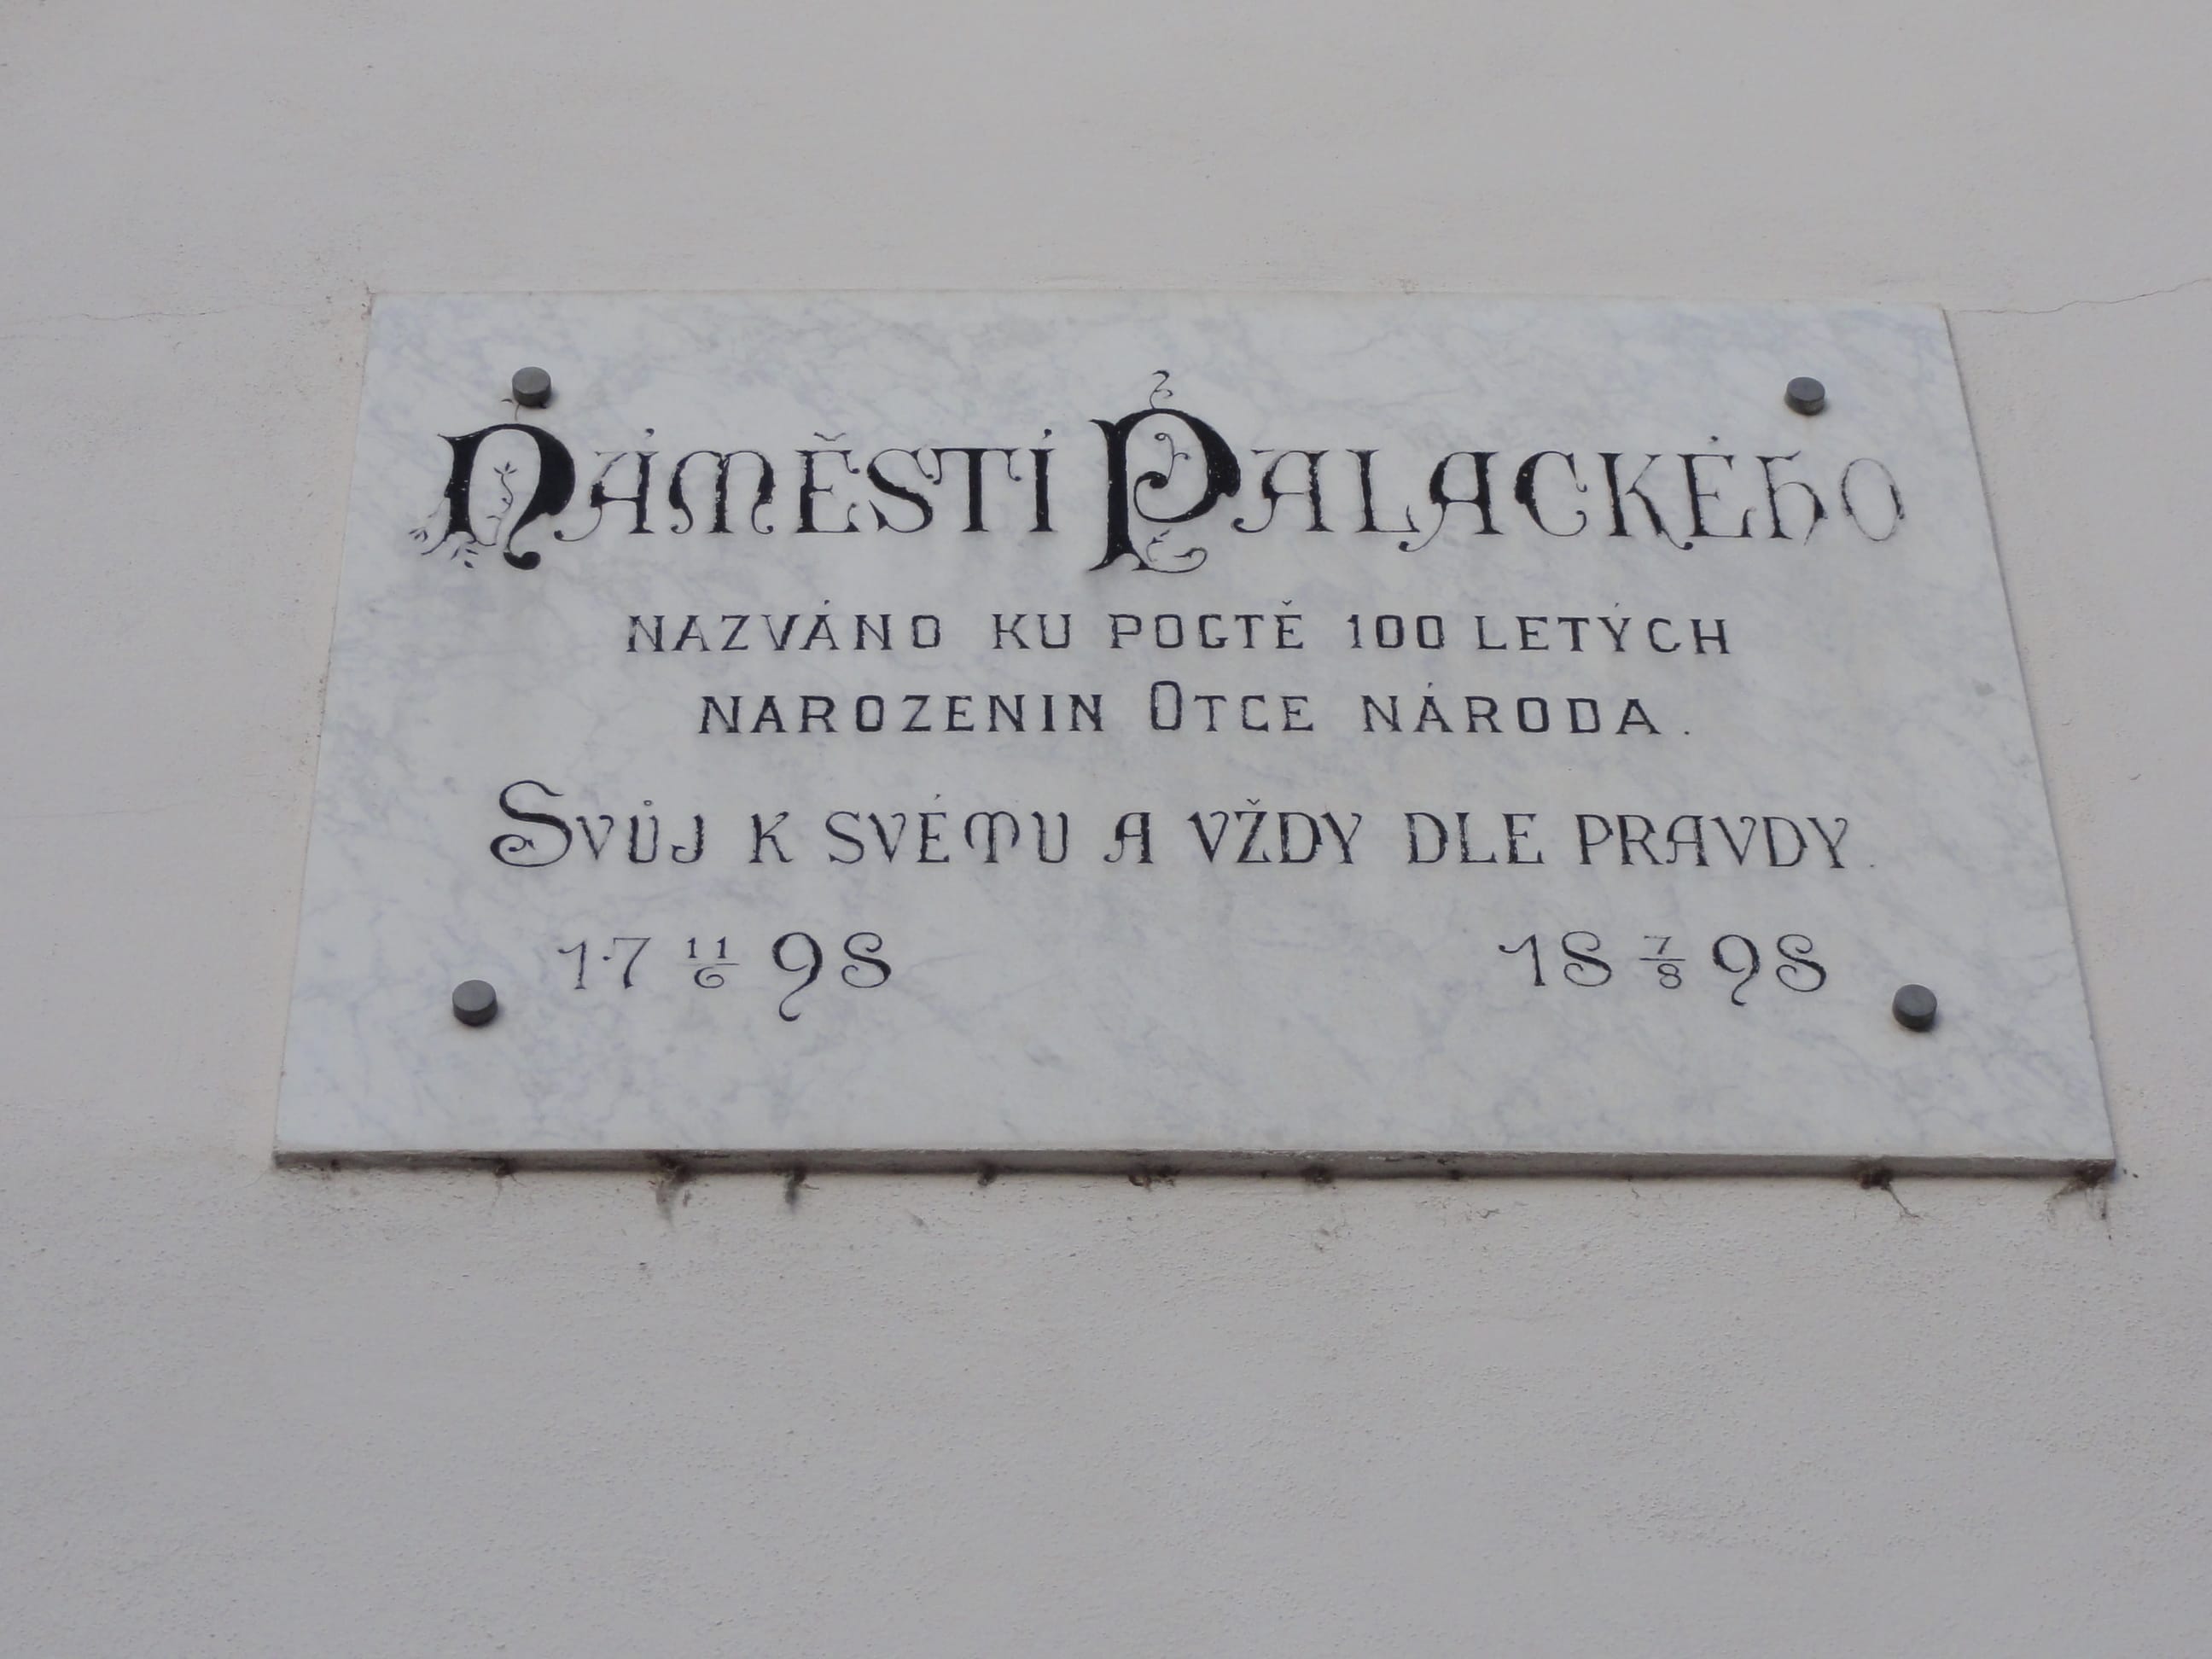 Náměstí Palackého
NAZVÁNO KU POCTĚ 100 LETÝCH
NAROZENIN OTCE NÁRODA.
Svůj k svému a vždy dle pravdy.
17 11/6 98 18 7/8 98